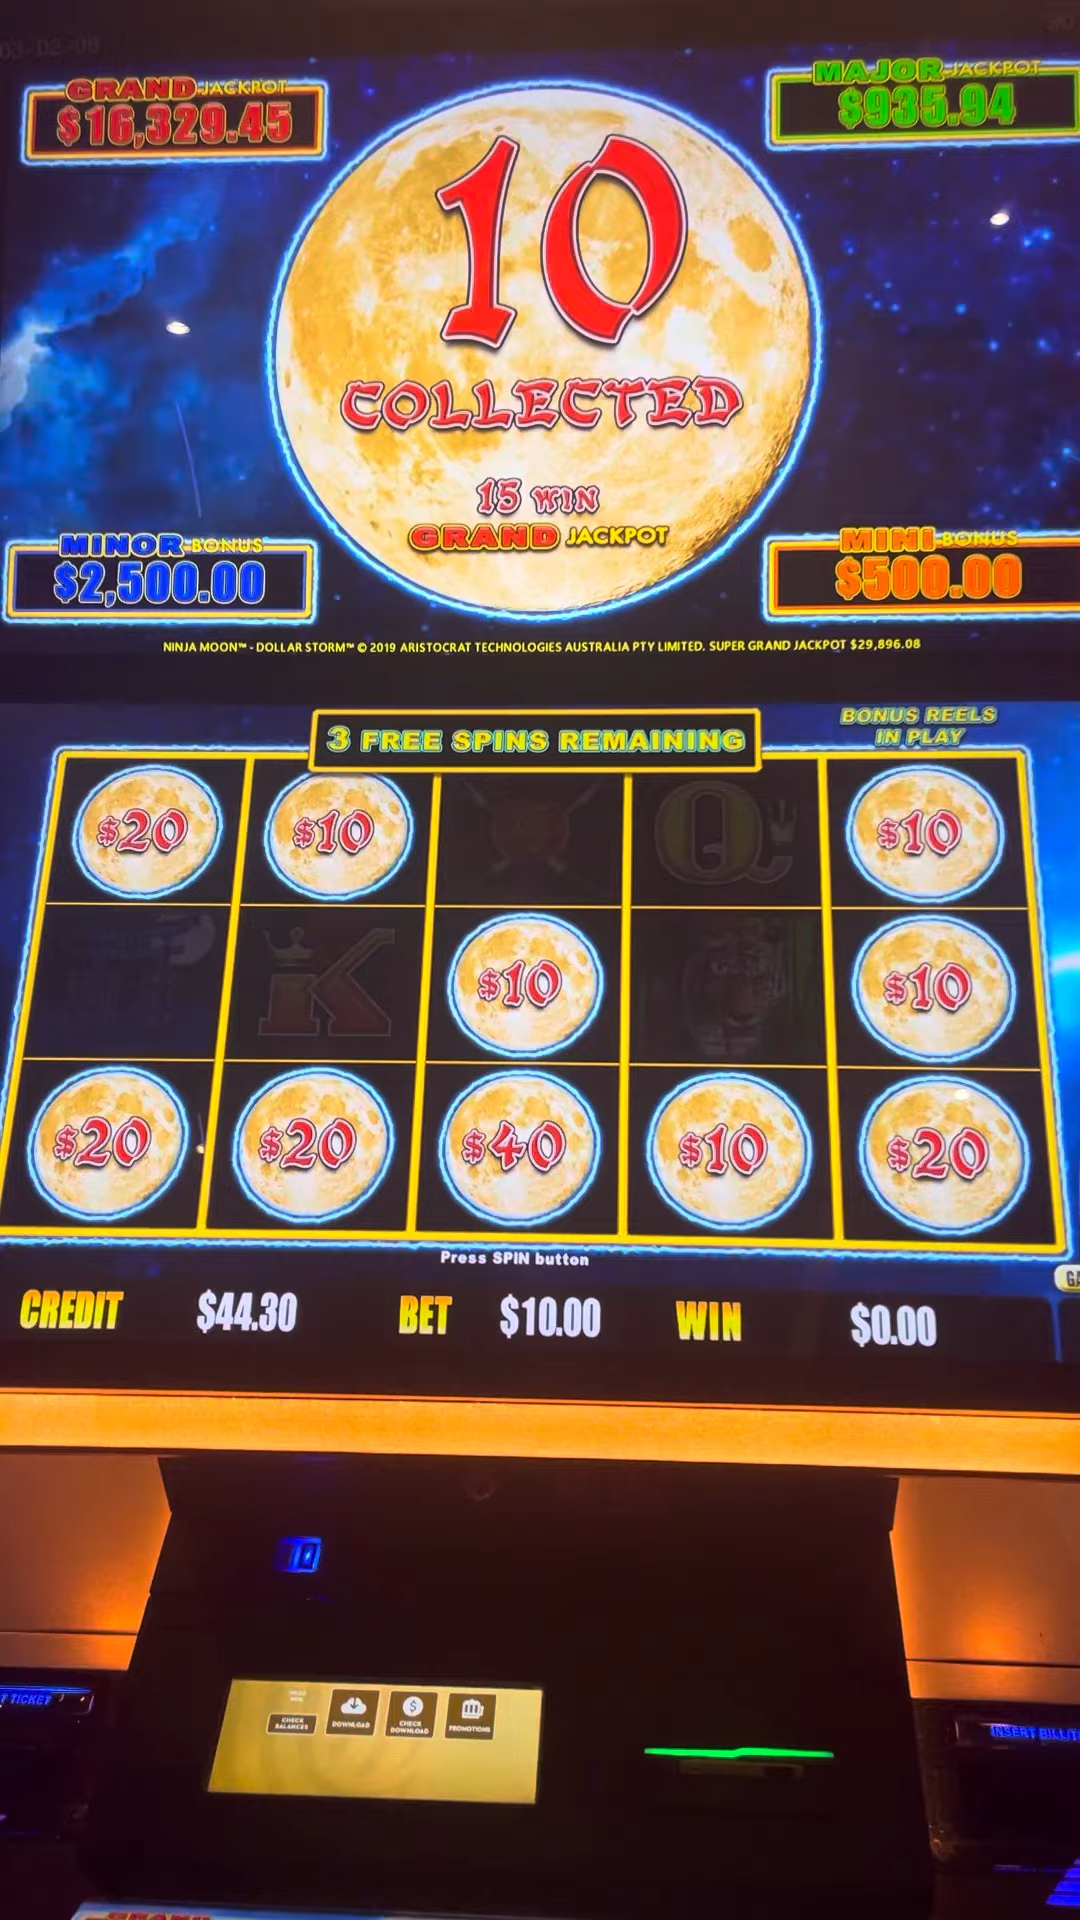 03-02-00
GRAND JACKPOT
$16,329.45
MAJOR JACKPOT
$935.94
10
COLLECTED
15 WIN
GRAND JACKPOT
MINOR BONUS
$2,500.00
MINI BONUS
$500.00
NINJA MOON™ - DOLLAR STORM™ © 2019 ARISTOCRAT TECHNOLOGIES AUSTRALIA PTY LIMITED. SUPER GRAND JACKPOT $29,896.08
3 FREE SPINS REMAINING
BONUS REELS
IN PLAY
$20 $10 Q $10
K $10 $10
$20 $20 $40 $10 $20
Press SPIN button
CREDIT $44.30 BET $10.00 WIN $0.00
TICKET
CHECK
BALANCES
DOWNLOAD
CHECK
DOWNLOAD
PROMOTIONS
INSERT BILL/T
GRAND